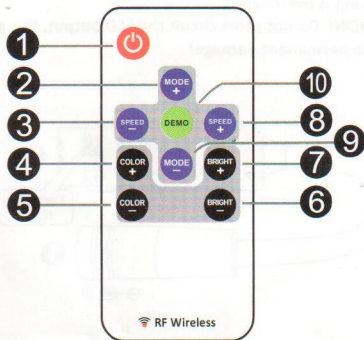 1
2
MODE +
10
3
SPEED −
DEMO
SPEED +
8
9
4
COLOR +
MODE −
BRIGHT +
7
5
COLOR −
BRIGHT −
6
RF Wireless